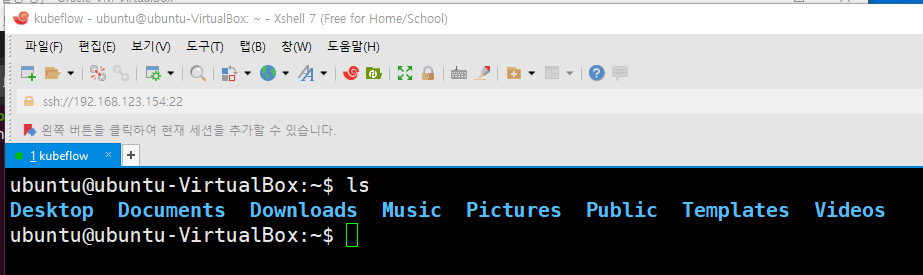 kubeflow - ubuntu@ubuntu-VirtualBox: ~ - Xshell 7 (Free for Home/School)
파일(F) 편집(E) 보기(V) 도구(T) 탭(B) 창(W) 도움말(H)
ssh://192.168.123.154:22
왼쪽 버튼을 클릭하여 현재 세션을 추가할 수 있습니다.
1 kubeflow × +
ubuntu@ubuntu-VirtualBox:~$ ls
Desktop Documents Downloads Music Pictures Public Templates Videos
ubuntu@ubuntu-VirtualBox:~$